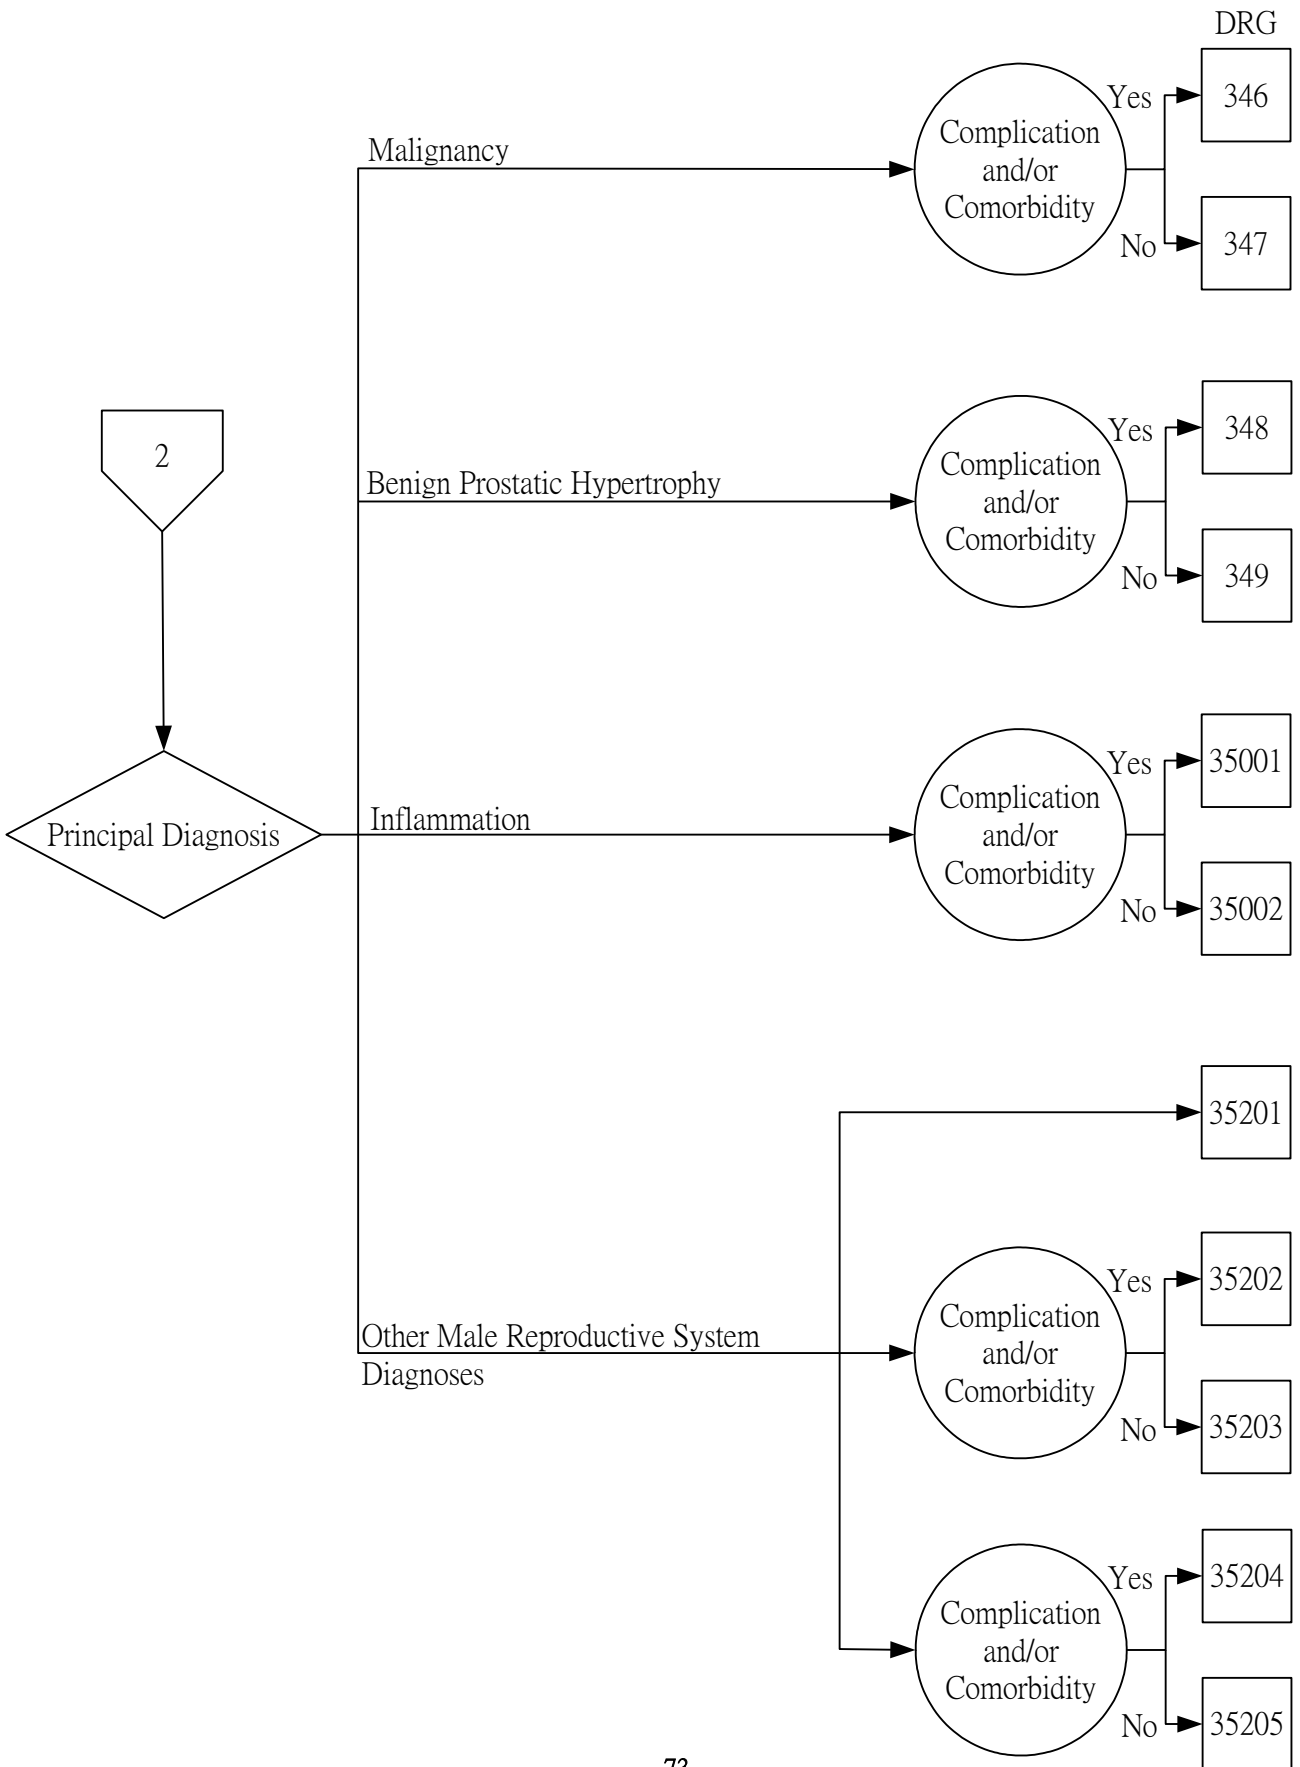 DRG
Malignancy
Complication
and/or
Comorbidity
Yes
346
No
347
2
Benign Prostatic Hypertrophy
Complication
and/or
Comorbidity
Yes
348
No
349
Principal Diagnosis
Inflammation
Complication
and/or
Comorbidity
Yes
35001
No
35002
35201
Other Male Reproductive System
Diagnoses
Complication
and/or
Comorbidity
Yes
35202
No
35203
Complication
and/or
Comorbidity
Yes
35204
No
35205
73